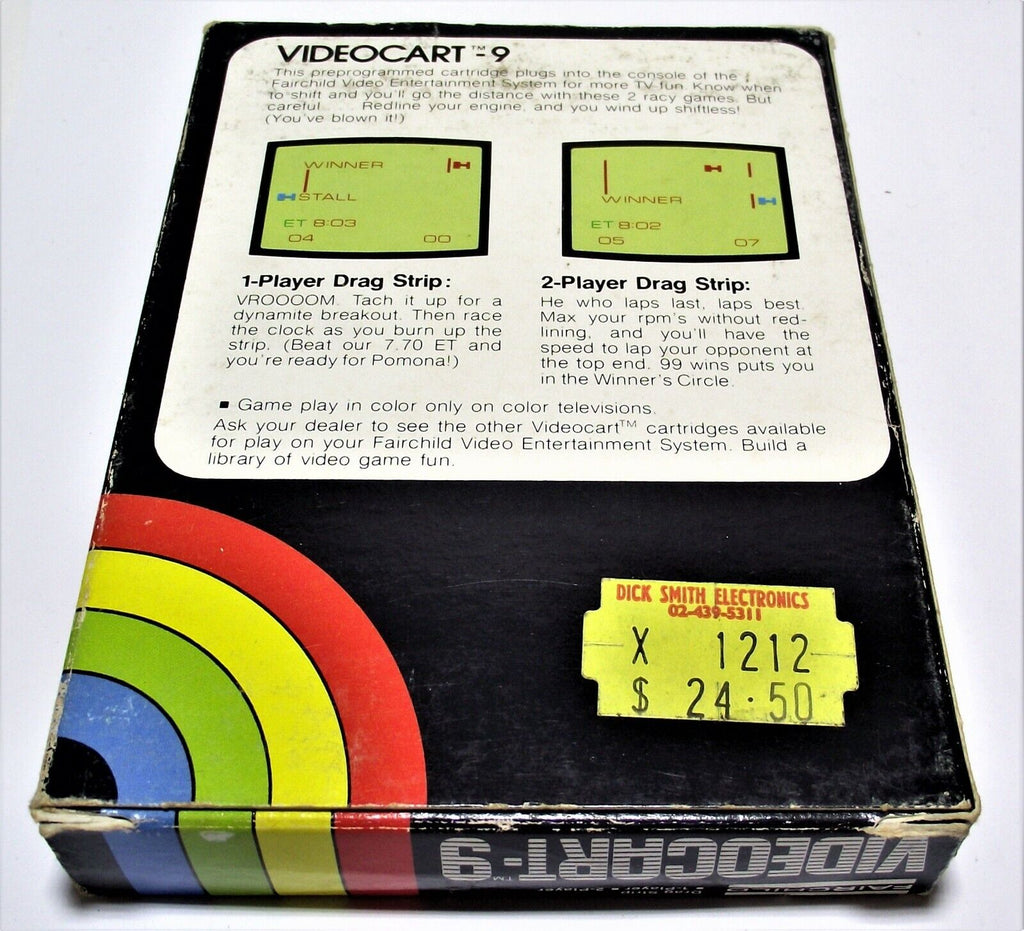 VIDEOCART™-9
This preprogrammed cartridge plugs into the console of the
Fairchild Video Entertainment System for more TV fun. Know when
to shift and you'll go the distance with these 2 racy games. But
careful.... Redline your engine, and you wind up shiftless!
(You've blown it!)
WINNER
STALL
ET 8:03
04 00
WINNER
ET 8:02
05 07
1-Player Drag Strip:
VROOOOM. Tach it up for a
dynamite breakout. Then race
the clock as you burn up the
strip. (Beat our 7.70 ET and
you're ready for Pomona!)
2-Player Drag Strip:
He who laps last, laps best.
Max your rpm's without red-
lining, and you'll have the
speed to lap your opponent at
the top end. 99 wins puts you
in the Winner's Circle.
■ Game play in color only on color televisions.
Ask your dealer to see the other Videocart™ cartridges available
for play on your Fairchild Video Entertainment System. Build a
library of video game fun.
DICK SMITH ELECTRONICS
02-439-5311
X 1212
$ 24.50
FAIRCHILD
VIDEOCART-9™
Drag Strip
■ 1-Player ■ 2-Player